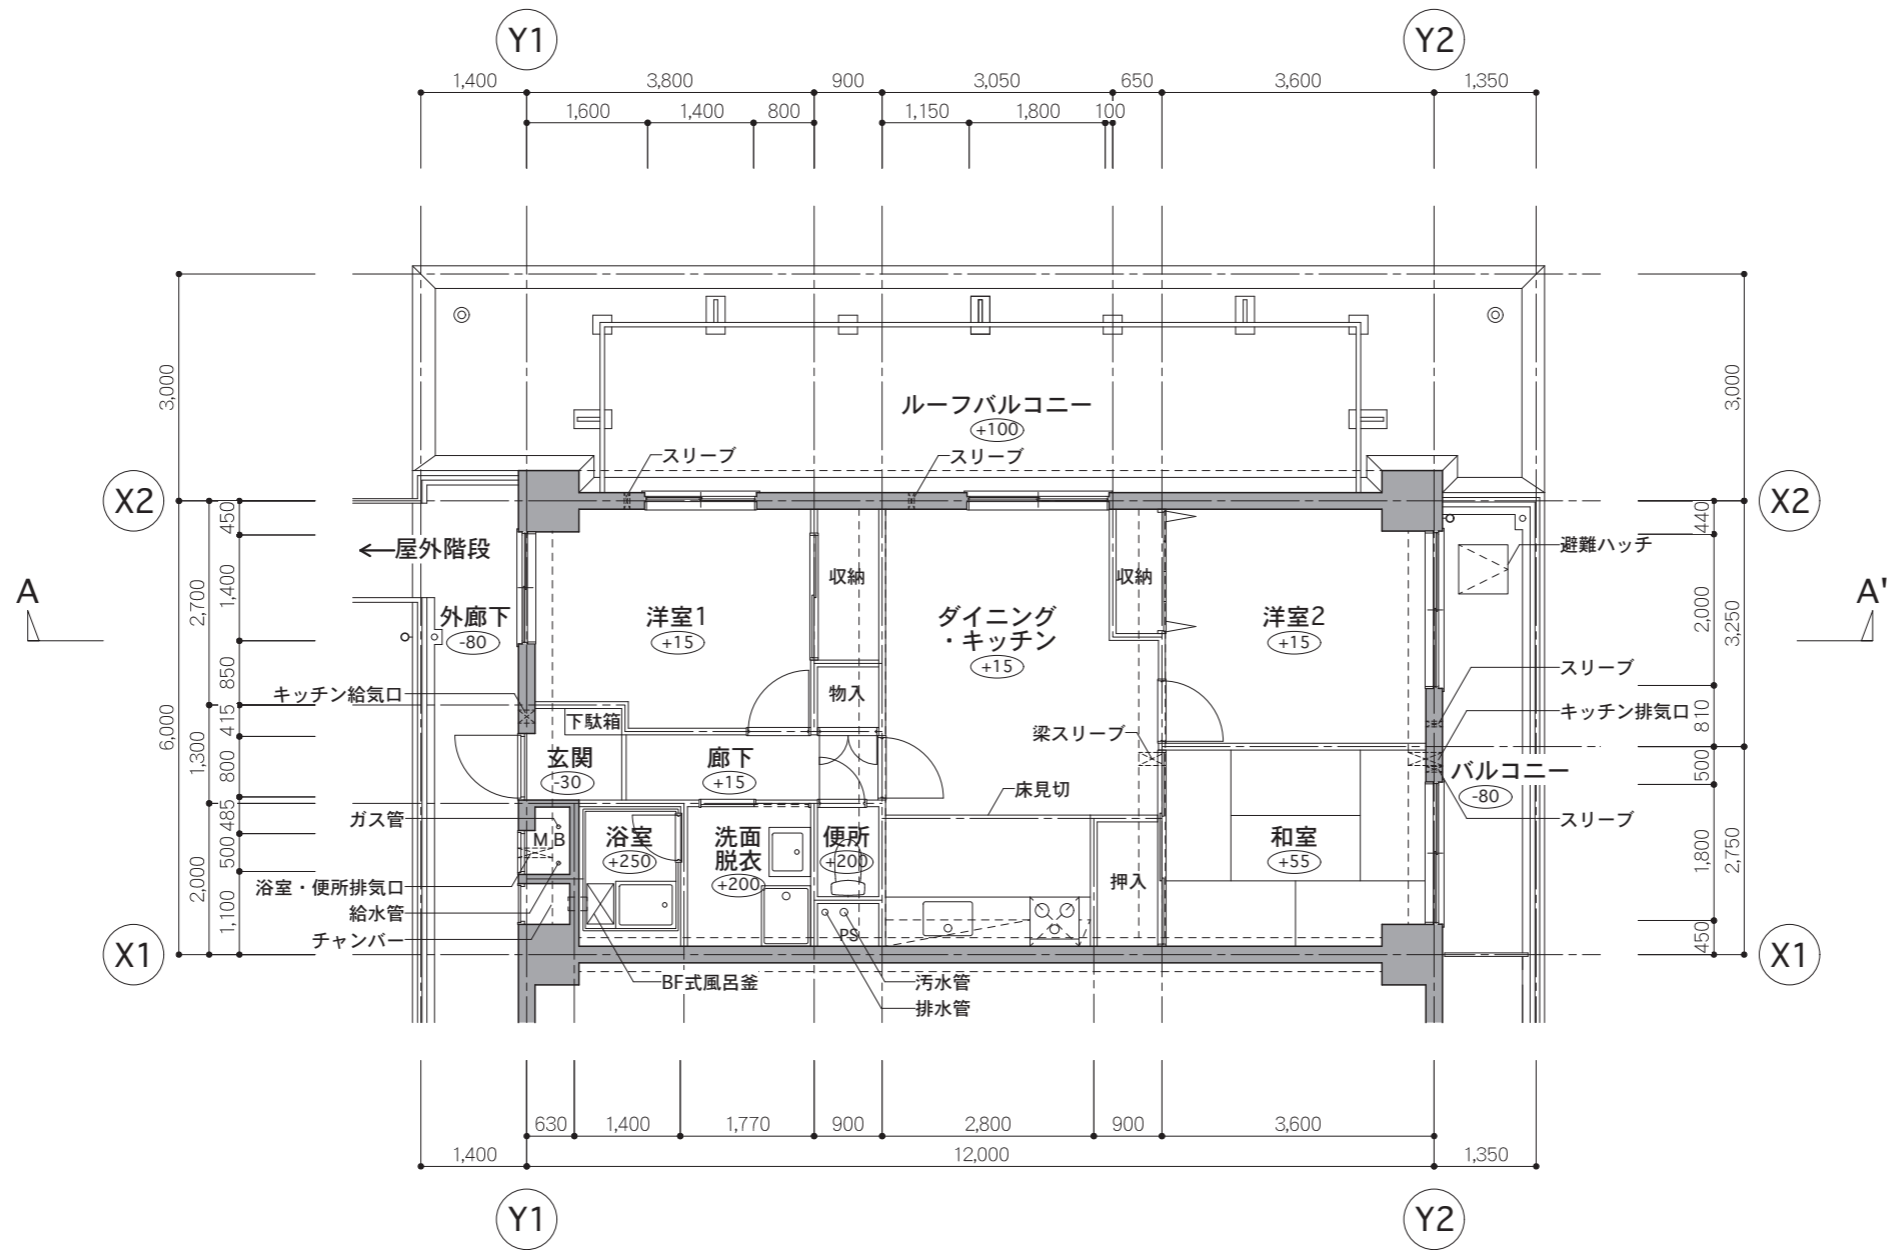 Y1
Y2
1,400
3,800
900
3,050
650
3,600
1,350
1,600
1,400
800
1,150
1,800
100
3,000
3,000
ルーフバルコニー
+100
スリーブ
スリーブ
X2
X2
450
440
←屋外階段
避難ハッチ
1,400
収納
収納
2,700
2,000
A
A'
外廊下
-80
洋室1
+15
ダイニング
・キッチン
+15
洋室2
+15
3,250
850
スリーブ
キッチン給気口
物入
415
下駄箱
キッチン排気口
810
6,000
1,300
梁スリーブ
800
玄関
-30
廊下
+15
バルコニー
-80
500
床見切
485
ガス管
スリーブ
MB
浴室
+250
洗面
脱衣
+200
便所
+200
和室
+55
500
1,800
2,750
2,000
浴室・便所排気口
押入
給水管
1,100
チャンバー
PS
450
X1
X1
BF式風呂釜
汚水管
排水管
630
1,400
1,770
900
2,800
900
3,600
1,400
12,000
1,350
Y1
Y2